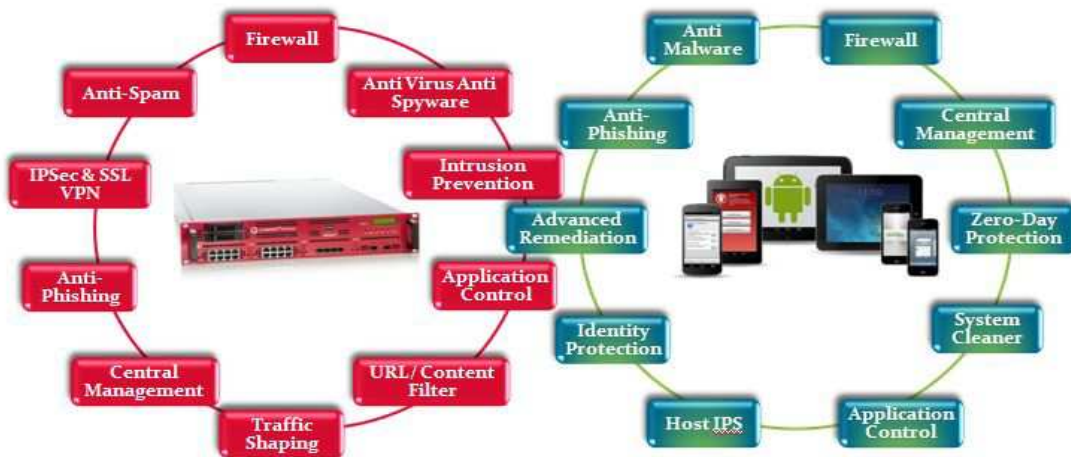 Firewall
Anti Virus Anti
Spyware
Intrusion
Prevention
Application
Control
URL/ Content
Filter
Traffic
Shaping
Central
Management
Anti-
Phishing
IPSec & SSL
VPN
Anti-Spam
Anti
Malware
Firewall
Central
Management
Zero-Day
Protection
System
Cleaner
Application
Control
Host IPS
Identity
Protection
Advanced
Remediation
Anti-
Phishing